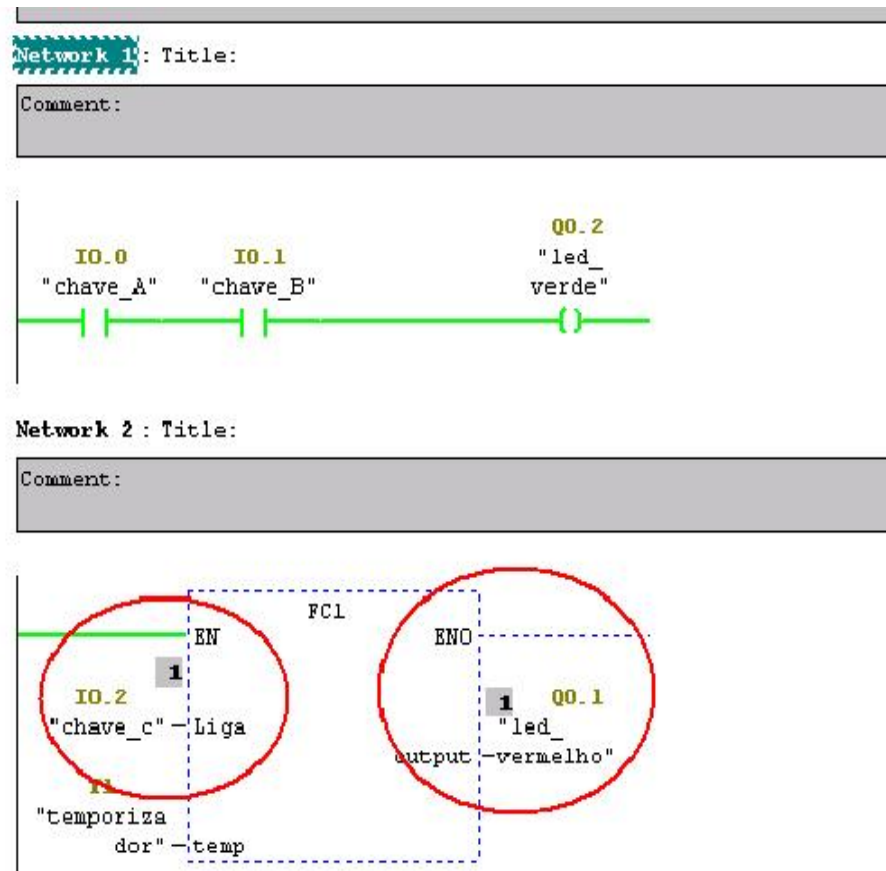 Network 1: Title:
Comment:
Q0.2
I0.0 I0.1 "led_
"chave_A" "chave_B" verde"
Network 2 : Title:
Comment:
FC1
EN ENO
1
I0.2 1 Q0.1
"chave_c" Liga "led_
output vermelho"
"temporiza
dor" temp